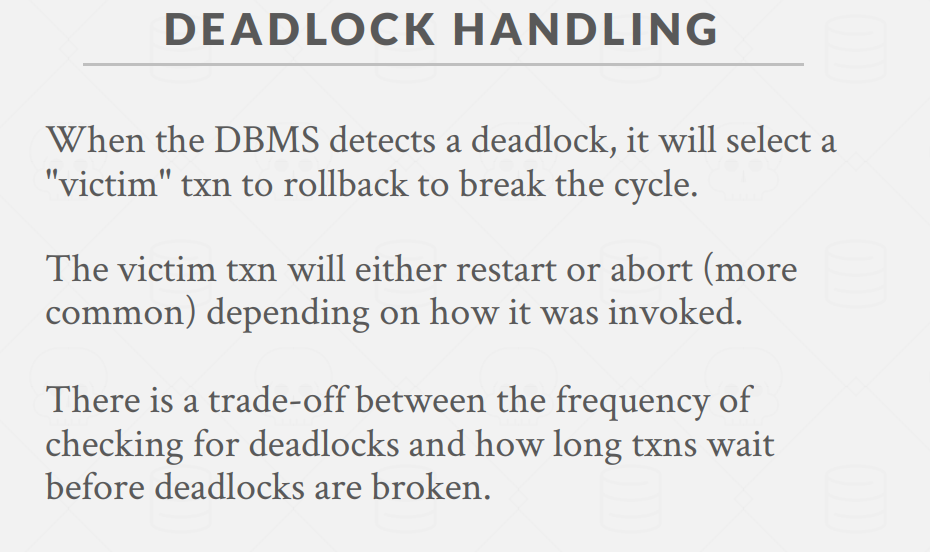 DEADLOCK HANDLING
When the DBMS detects a deadlock, it will select a
"victim" txn to rollback to break the cycle.
The victim txn will either restart or abort (more
common) depending on how it was invoked.
There is a trade-off between the frequency of
checking for deadlocks and how long txns wait
before deadlocks are broken.